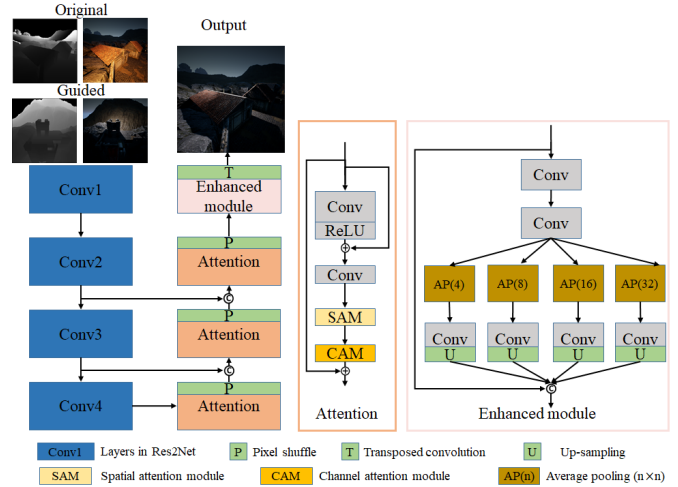 Original
Output
Guided
Conv1
Conv2
Conv3
Conv4
T
Enhanced
module
P
Attention
C
P
Attention
C
P
Attention
Conv
ReLU
Conv
SAM
CAM
Attention
Conv
Conv
AP(4) AP(8) AP(16) AP(32)
Conv Conv Conv Conv
U U U U
C
Enhanced module
Conv1 Layers in Res2Net P Pixel shuffle T Transposed convolution U Up-sampling
SAM Spatial attention module CAM Channel attention module AP(n) Average pooling (n×n)